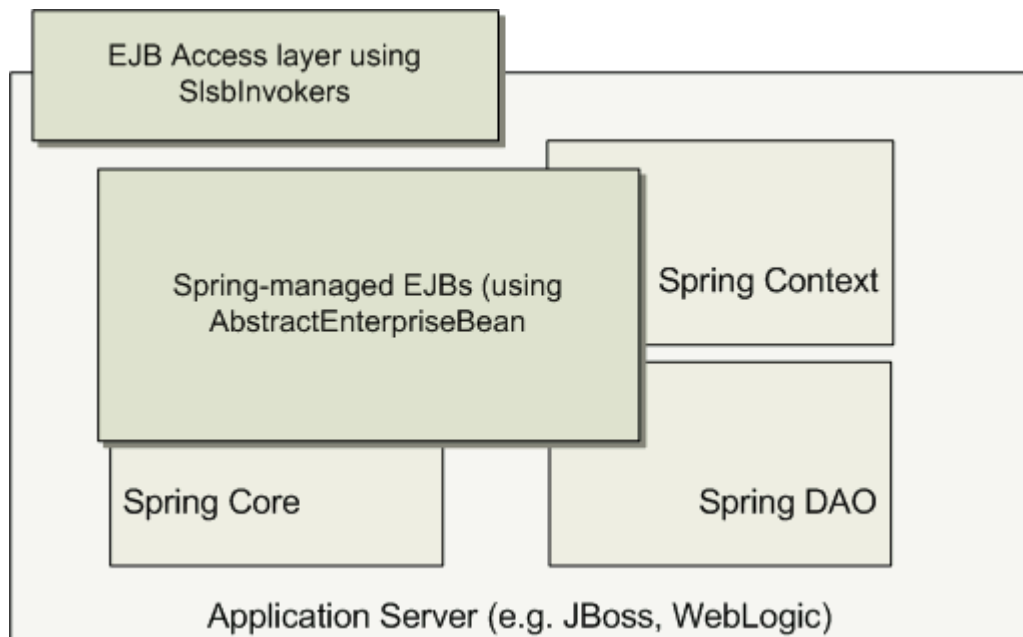 EJB Access layer using
SlsbInvokers
Spring Context
Spring-managed EJBs (using
AbstractEnterpriseBean
Spring Core
Spring DAO
Application Server (e.g. JBoss, WebLogic)